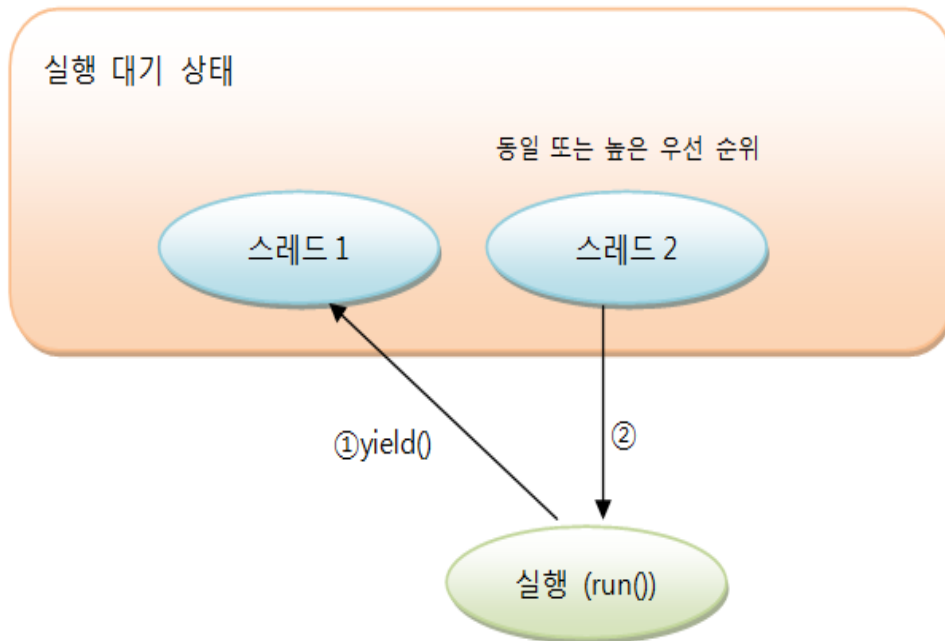 실행 대기 상태
동일 또는 높은 우선 순위
스레드 1
스레드 2
①yield()
②
실행 (run())